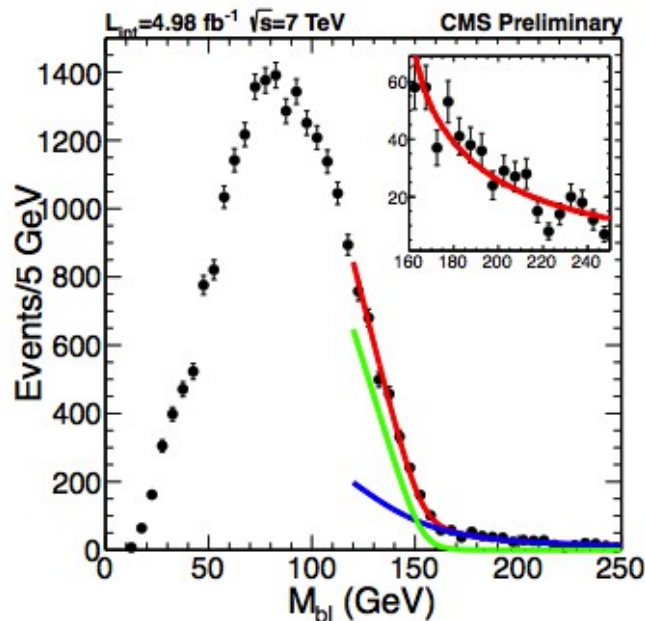 L_int=4.98 fb⁻¹ √s=7 TeV CMS Preliminary
Events/5 GeV
1400
1200
1000
800
600
400
200
0
60
40
20
160 180 200 220 240
0 50 100 150 200 250
M_bl (GeV)